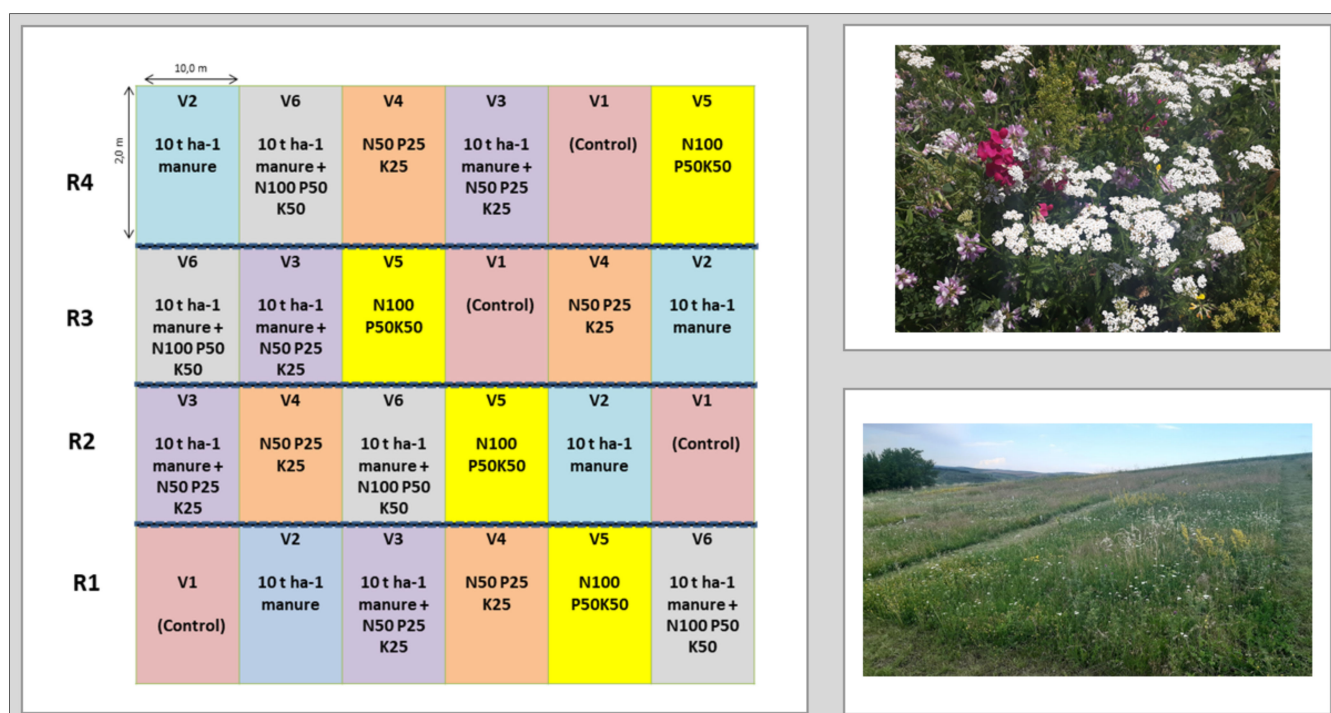 10,0 m
2,0 m
R4
V2
10 t ha-1
manure
V6
10 t ha-1
manure +
N100 P50
K50
V4
N50 P25
K25
V3
10 t ha-1
manure +
N50 P25
K25
V1
(Control)
V5
N100
P50K50
R3
V6
10 t ha-1
manure +
N100 P50
K50
V3
10 t ha-1
manure +
N50 P25
K25
V5
N100
P50K50
V1
(Control)
V4
N50 P25
K25
V2
10 t ha-1
manure
R2
V3
10 t ha-1
manure +
N50 P25
K25
V4
N50 P25
K25
V6
10 t ha-1
manure +
N100 P50
K50
V5
N100
P50K50
V2
10 t ha-1
manure
V1
(Control)
R1
V1
(Control)
V2
10 t ha-1
manure
V3
10 t ha-1
manure +
N50 P25
K25
V4
N50 P25
K25
V5
N100
P50K50
V6
10 t ha-1
manure +
N100 P50
K50